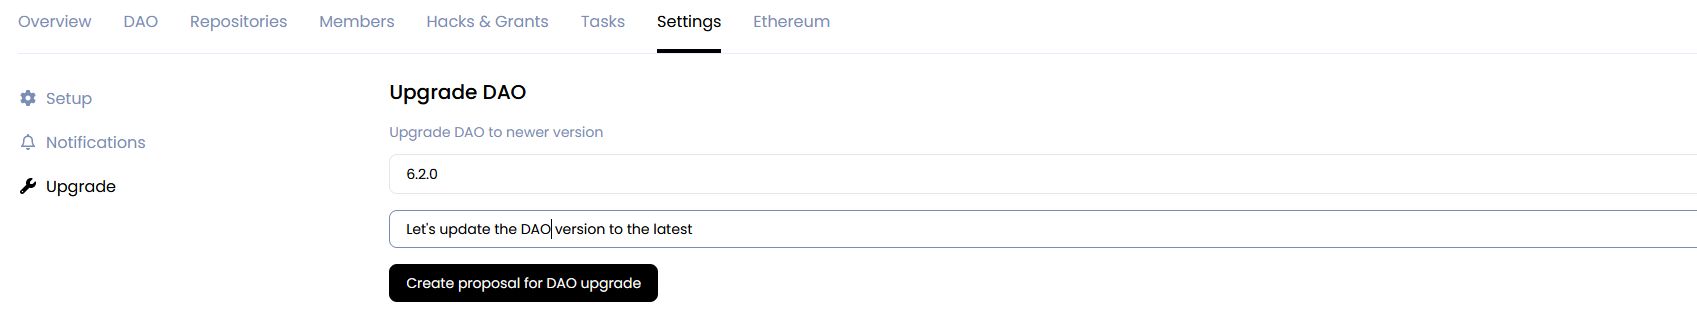 Overview DAO Repositories Members Hacks & Grants Tasks Settings Ethereum
Setup
Notifications
Upgrade
Upgrade DAO
Upgrade DAO to newer version
6.2.0
Let's update the DAO version to the latest
Create proposal for DAO upgrade